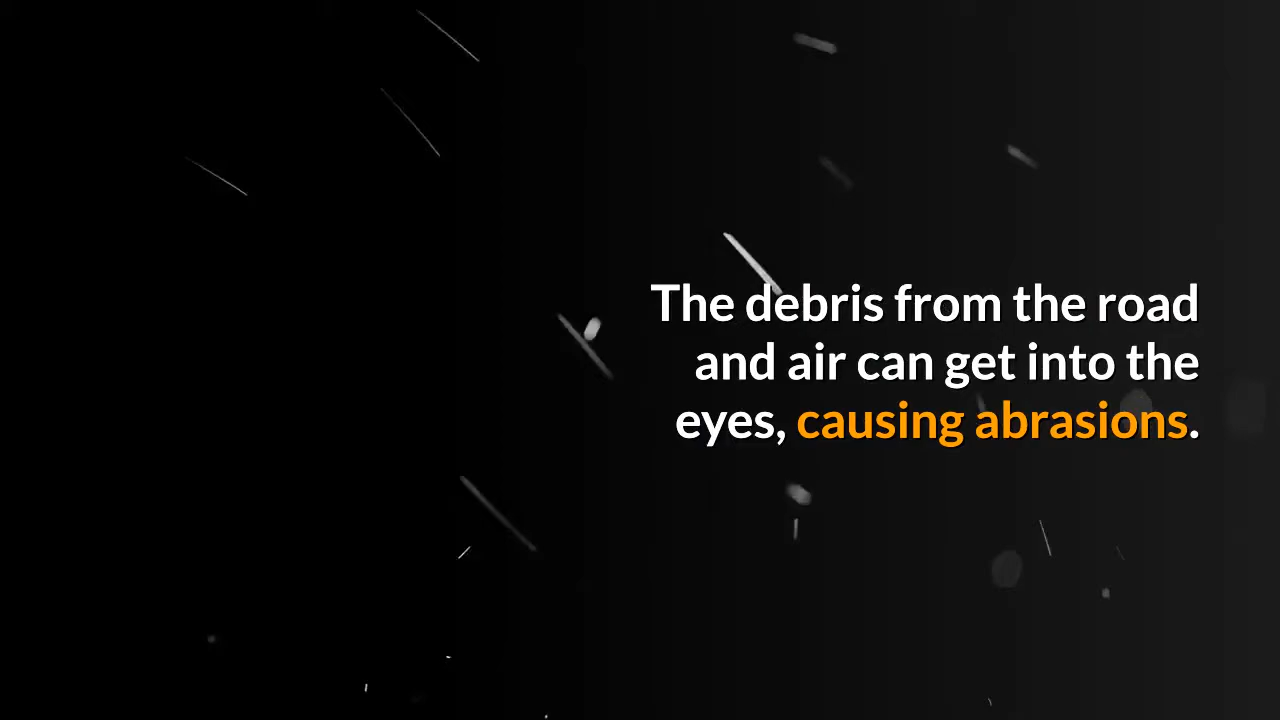 The debris from the road
and air can get into the
eyes, causing abrasions.